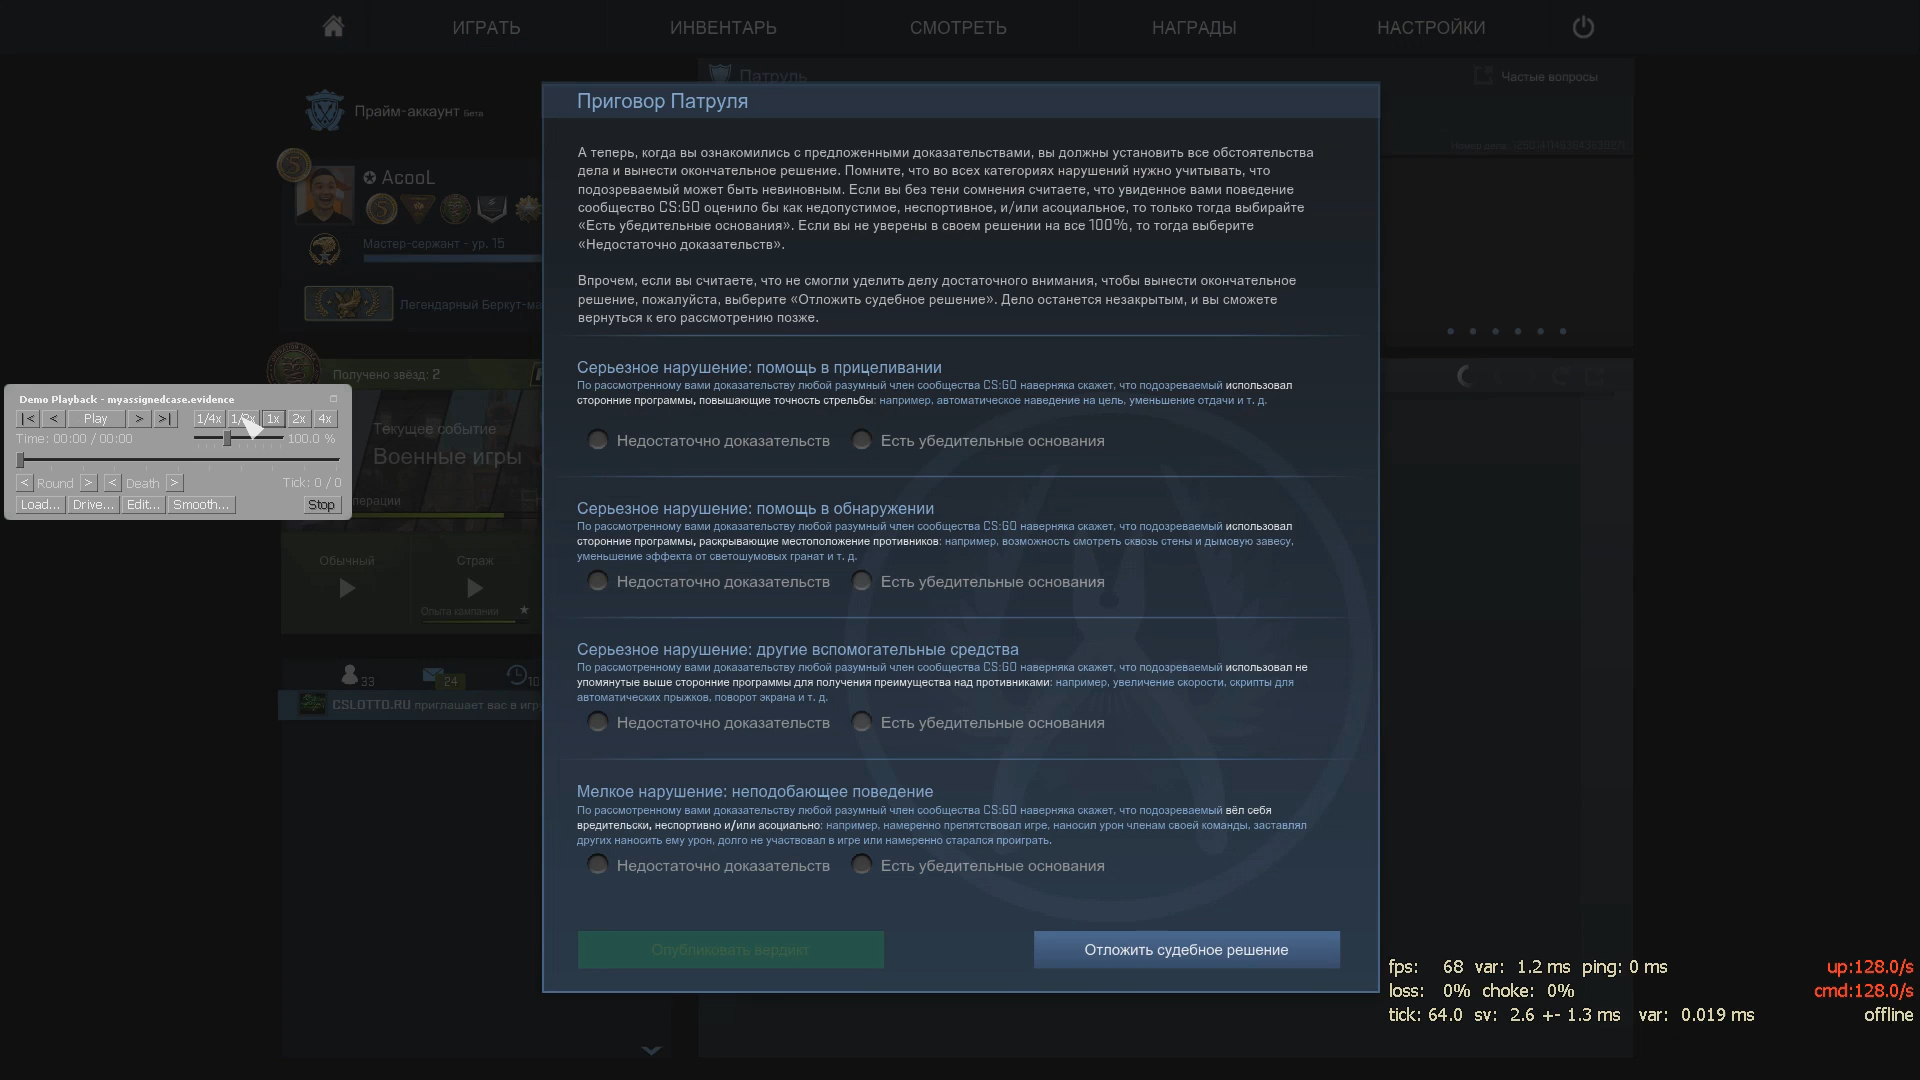 ИГРАТЬ
ИНВЕНТАРЬ
СМОТРЕТЬ
НАГРАДЫ
НАСТРОЙКИ
Патруль
Частые вопросы
Прайм-аккаунт Бета
AcooL
Мастер-сержант - ур. 15
Легендарный Беркут-ма
Получено звёзд: 2
Текущее событие
Военные игры
перации
Обычный
Страж
Опыта кампании
33
24
10
CSLOTTO.RU приглашает вас в игр
Demo Playback - myassignedcase.evidence
|< < Play > >| 1/4x 1/2x 1x 2x 4x
Time: 00:00 / 00:00 100.0 %
< Round > < Death > Tick: 0 / 0
Load... Drive... Edit... Smooth... Stop
Приговор Патруля
А теперь, когда вы ознакомились с предложенными доказательствами, вы должны установить все обстоятельства
дела и вынести окончательное решение. Помните, что во всех категориях нарушений нужно учитывать, что
подозреваемый может быть невиновным. Если вы без тени сомнения считаете, что увиденное вами поведение
сообщество CS:GO оценило бы как недопустимое, неспортивное, и/или асоциальное, то только тогда выбирайте
«Есть убедительные основания». Если вы не уверены в своем решении на все 100%, то тогда выберите
«Недостаточно доказательств».
Впрочем, если вы считаете, что не смогли уделить делу достаточного внимания, чтобы вынести окончательное
решение, пожалуйста, выберите «Отложить судебное решение». Дело останется незакрытым, и вы сможете
вернуться к его рассмотрению позже.
Серьезное нарушение: помощь в прицеливании
По рассмотренному вами доказательству любой разумный член сообщества CS:GO наверняка скажет, что подозреваемый использовал
сторонние программы, повышающие точность стрельбы: например, автоматическое наведение на цель, уменьшение отдачи и т. д.
Недостаточно доказательств
Есть убедительные основания
Серьезное нарушение: помощь в обнаружении
По рассмотренному вами доказательству любой разумный член сообщества CS:GO наверняка скажет, что подозреваемый использовал
сторонние программы, раскрывающие местоположение противников: например, возможность смотреть сквозь стены и дымовую завесу,
уменьшение эффекта от светошумовых гранат и т. д.
Недостаточно доказательств
Есть убедительные основания
Серьезное нарушение: другие вспомогательные средства
По рассмотренному вами доказательству любой разумный член сообщества CS:GO наверняка скажет, что подозреваемый использовал не
упомянутые выше сторонние программы для получения преимущества над противниками: например, увеличение скорости, скрипты для
автоматических прыжков, поворот экрана и т. д.
Недостаточно доказательств
Есть убедительные основания
Мелкое нарушение: неподобающее поведение
По рассмотренному вами доказательству любой разумный член сообщества CS:GO наверняка скажет, что подозреваемый вёл себя
вредительски, неспортивно и/или асоциально: например, намеренно препятствовал игре, наносил урон членам своей команды, заставлял
других наносить ему урон, долго не участвовал в игре или намеренно старался проиграть.
Недостаточно доказательств
Есть убедительные основания
Опубликовать вердикт
Отложить судебное решение
fps: 68 var: 1.2 ms ping: 0 ms up:128.0/s
loss: 0% choke: 0% cmd:128.0/s
tick: 64.0 sv: 2.6 +- 1.3 ms var: 0.019 ms offline